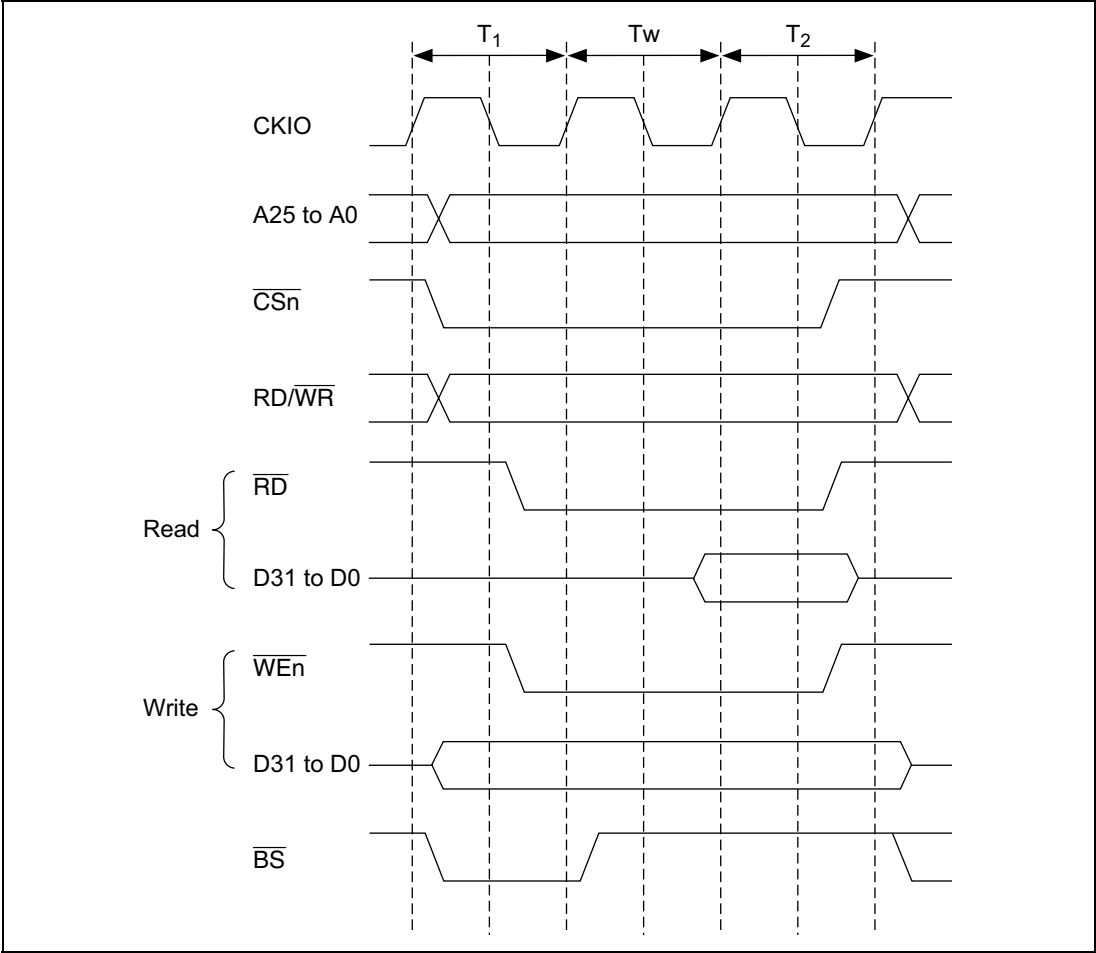 T1 Tw T2
CKIO
A25 to A0
CSn
RD/WR
RD
Read
D31 to D0
WEn
Write
D31 to D0
BS